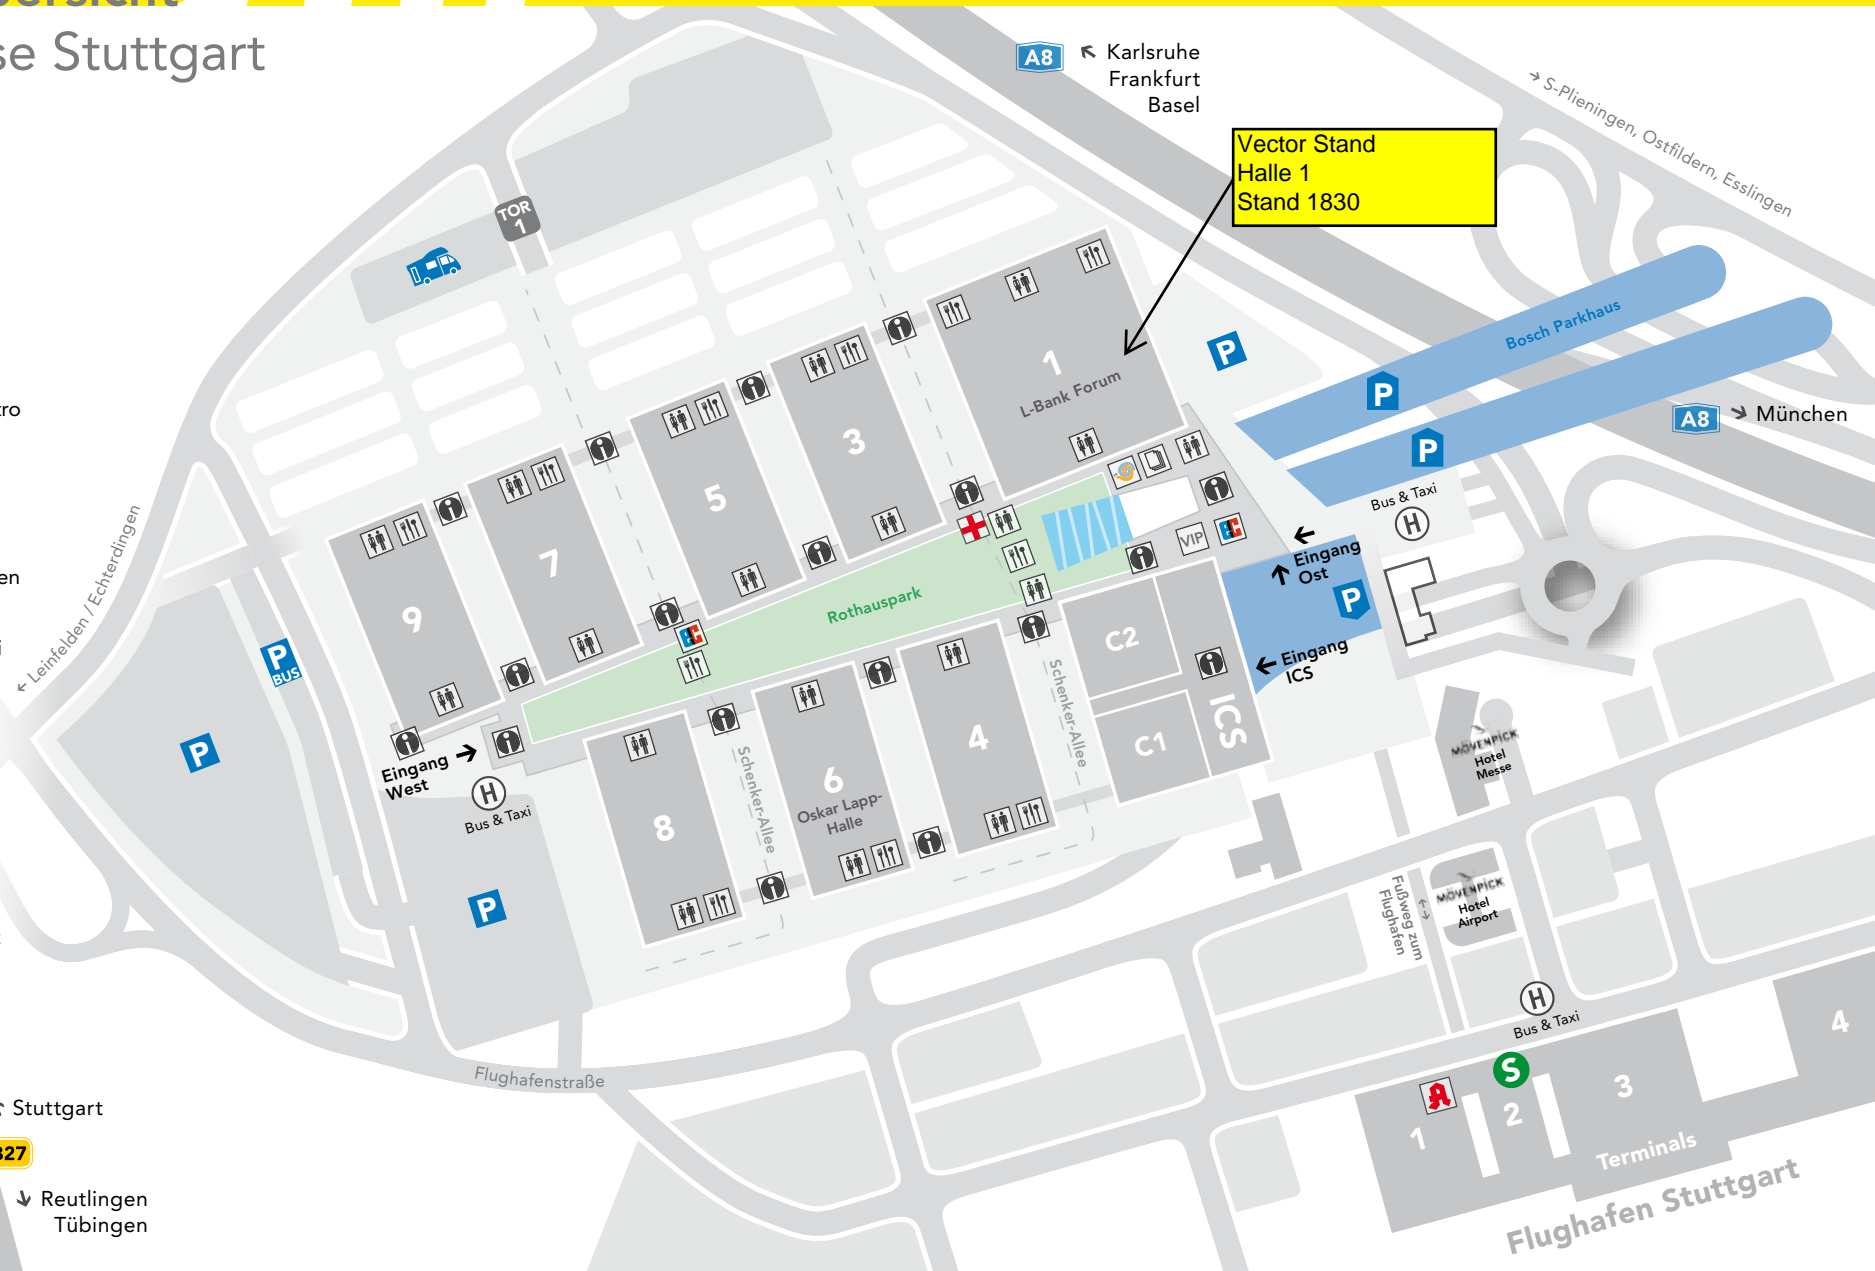 se Stuttgart
A8
Karlsruhe
Frankfurt
Basel
→ S-Plieningen, Ostfildern, Esslingen
Vector Stand
Halle 1
Stand 1830
TOR
1
1
L-Bank Forum
3
5
7
9
Bosch Parkhaus
P
P
P
A8
München
Bus & Taxi
H
VIP
EC
Eingang
Ost
P
Eingang
ICS
Rothauspark
EC
C2
C1
ICS
Schenker-Allee
4
6
Oskar Lapp-
Halle
Schenker-Allee
8
← Leinfelden / Echterdingen
P
BUS
P
Eingang
West
H
Bus & Taxi
P
MÖVENPICK
Hotel
Messe
MÖVENPICK
Hotel
Airport
Fußweg zum
Flughafen
H
Bus & Taxi
S
1
2
3
4
Terminals
Flughafen Stuttgart
Flughafenstraße
Stuttgart
Reutlingen
Tübingen